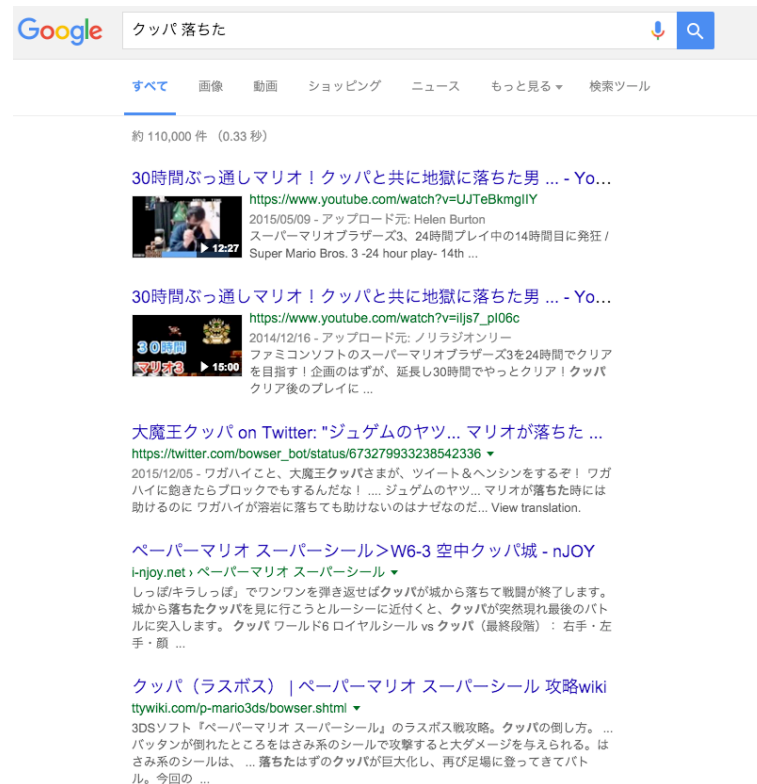 Google クッパ 落ちた
すべて 画像 動画 ショッピング ニュース もっと見る 検索ツール
約 110,000 件 (0.33 秒)
30時間ぶっ通しマリオ！クッパと共に地獄に落ちた男 ... - Yo...
https://www.youtube.com/watch?v=UJTeBkmgIIY
2015/05/09 - アップロード元: Helen Burton
スーパーマリオブラザーズ3、24時間プレイ中の14時間目に発狂 /
Super Mario Bros. 3 -24 hour play- 14th ...
12:27
30時間ぶっ通しマリオ！クッパと共に地獄に落ちた男 ... - Yo...
https://www.youtube.com/watch?v=iljs7_pI06c
2014/12/16 - アップロード元: ノリラジオンリー
ファミコンソフトのスーパーマリオブラザーズ3を24時間でクリア
を目指す！企画のはずが、延長し30時間でやっとクリア！クッパ
クリア後のプレイに ...
30時間
マリオ3
15:00
大魔王クッパ on Twitter: "ジュゲムのヤツ... マリオが落ちた ...
https://twitter.com/bowser_bot/status/673279933238542336
2015/12/05 - ワガハイこと、大魔王クッパさまが、ツイート＆ヘンシンをするぞ！ ワガ
ハイに飽きたらブロックでもするんだな！ .... ジュゲムのヤツ... マリオが落ちた時には
助けるのに ワガハイが溶岩に落ちても助けないのはナゼなのだ... View translation.
ペーパーマリオ スーパーシール＞W6-3 空中クッパ城 - nJOY
i-njoy.net › ペーパーマリオ スーパーシール
しっぽ/キラしっぽ」でワンワンを弾き返せばクッパが城から落ちて戦闘が終了します。
城から落ちたクッパを見に行こうとルーシーに近付くと、クッパが突然現れ最後のバト
ルに突入します。 クッパ ワールド6 ロイヤルシール vs クッパ（最終段階）： 右手・左
手・顔 ...
クッパ（ラスボス） | ペーパーマリオ スーパーシール 攻略wiki
ttywiki.com/p-mario3ds/bowser.shtml
3DSソフト『ペーパーマリオ スーパーシール』のラスボス戦攻略。クッパの倒し方。 ...
バッタンが倒れたところをはさみ系のシールで攻撃すると大ダメージを与えられる。は
さみ系のシールは、 ... 落ちたはずのクッパが巨大化し、再び足場に登ってきてバト
ル。今回の ...